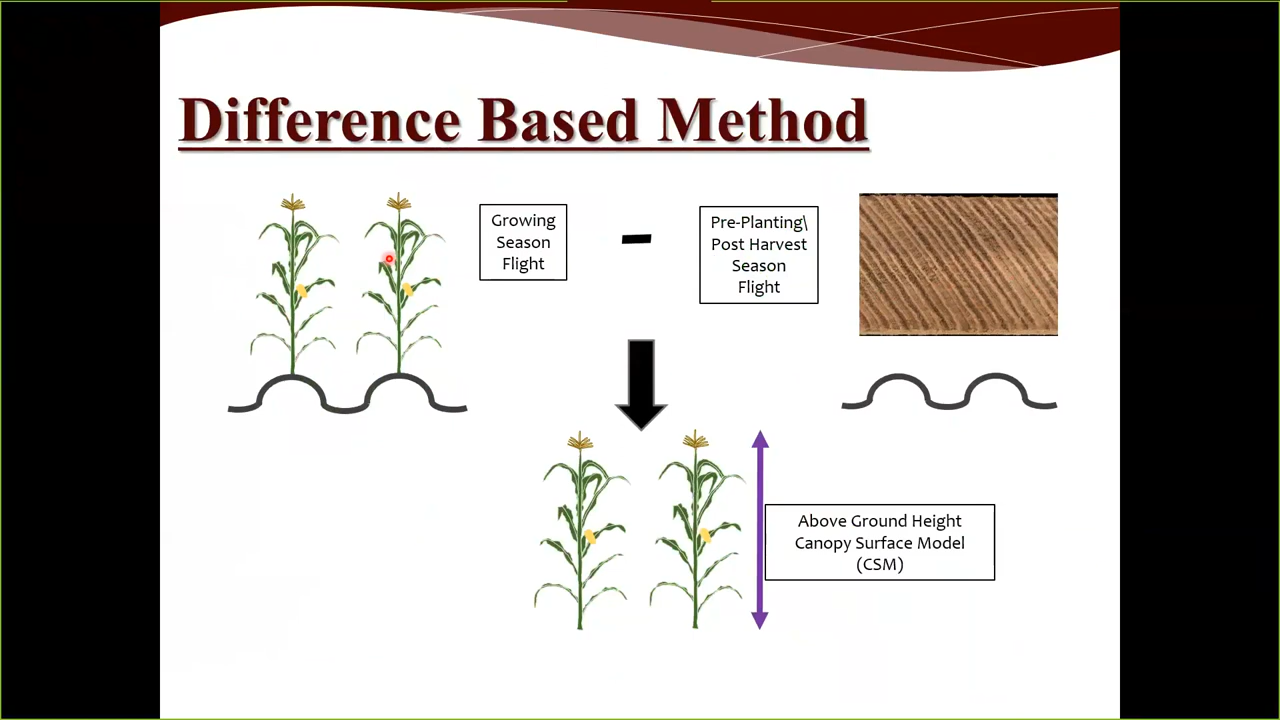 Difference Based Method
Growing
Season
Flight
-
Pre-Planting\
Post Harvest
Season
Flight
Above Ground Height
Canopy Surface Model
(CSM)